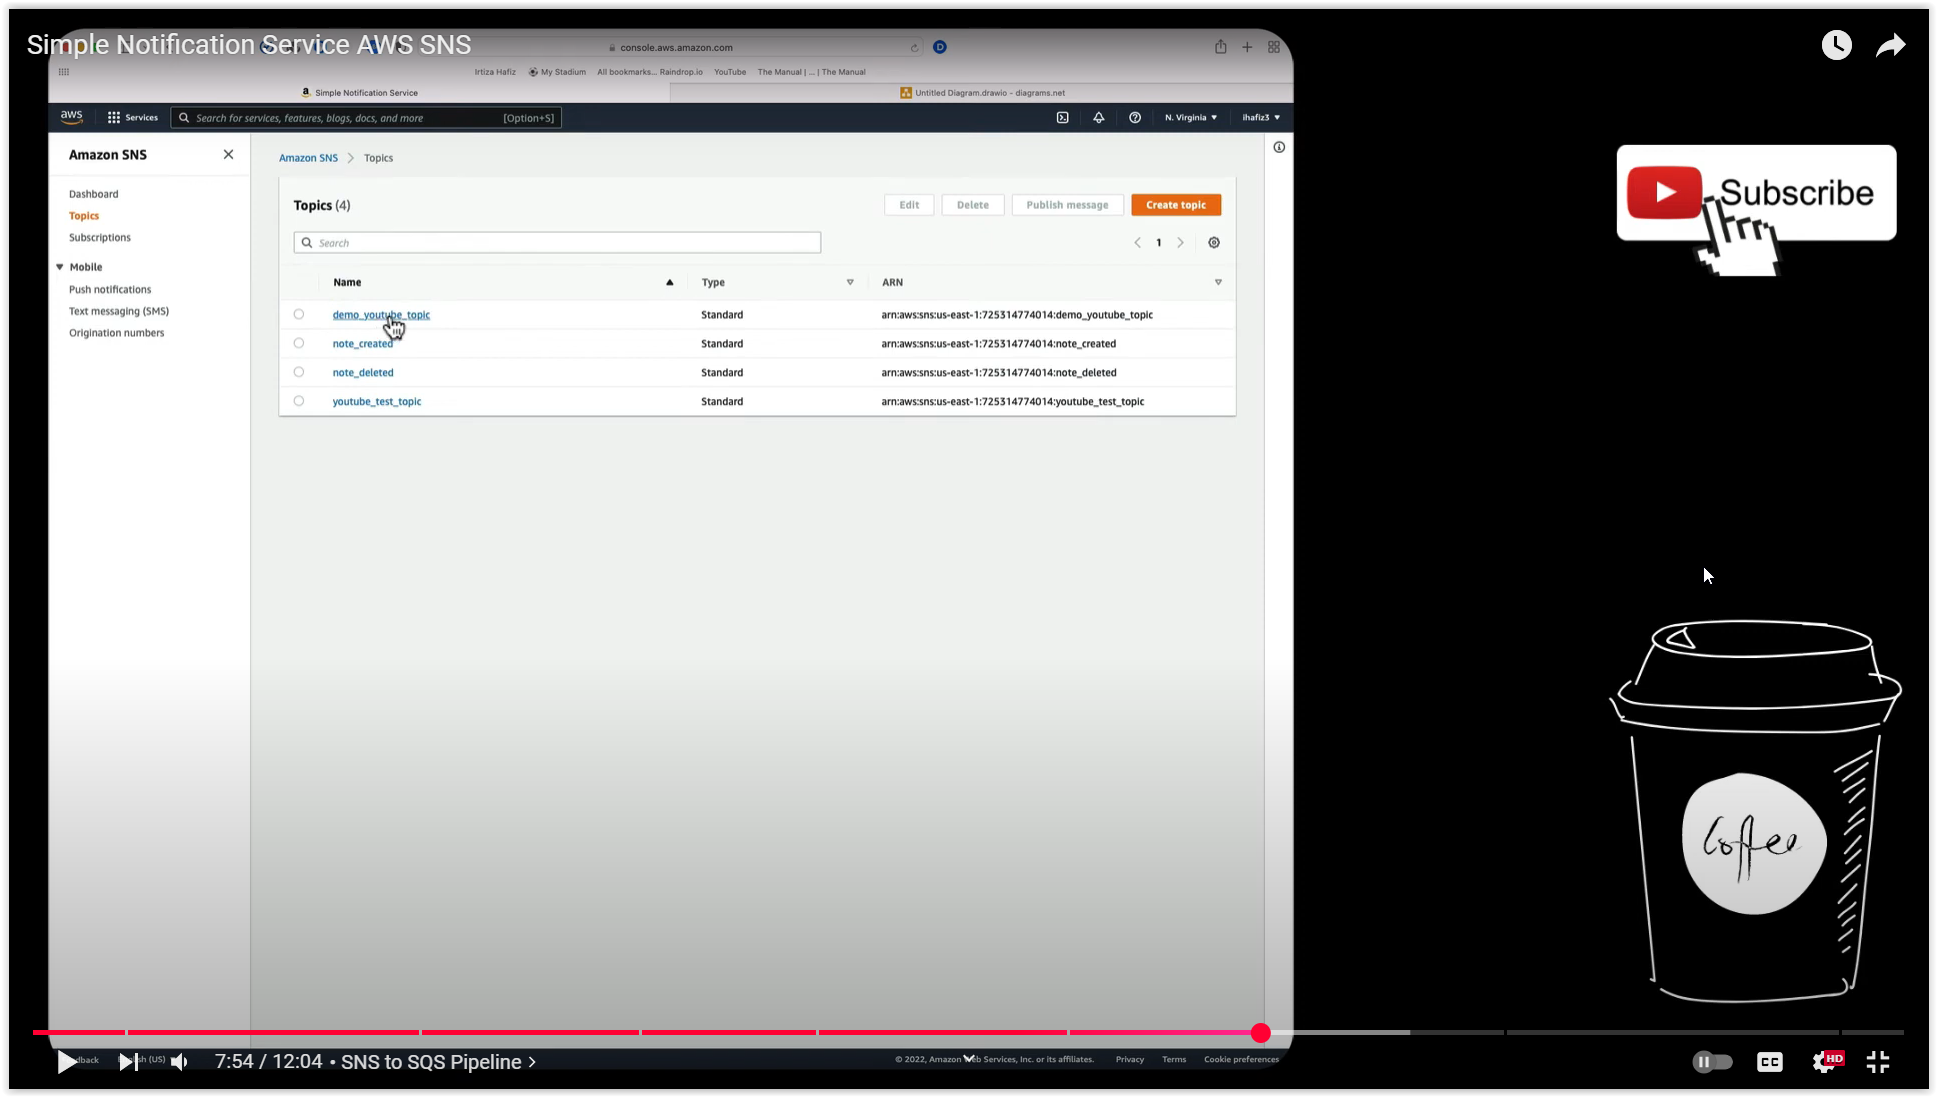 Simple Notification Service AWS SNS
console.aws.amazon.com
Irtiza Hafiz My Stadium All bookmarks... Raindrop.io YouTube The Manual | ... | The Manual
Simple Notification Service
Untitled Diagram.drawio - diagrams.net
aws Services Search for services, features, blogs, docs, and more [Option+S] N. Virginia ihafiz3
Amazon SNS
Dashboard
Topics
Subscriptions
Mobile
Push notifications
Text messaging (SMS)
Origination numbers
Amazon SNS > Topics
Topics (4)
Edit Delete Publish message Create topic
Search
1
Name Type ARN
demo_youtube_topic Standard arn:aws:sns:us-east-1:725314774014:demo_youtube_topic
note_created Standard arn:aws:sns:us-east-1:725314774014:note_created
note_deleted Standard arn:aws:sns:us-east-1:725314774014:note_deleted
youtube_test_topic Standard arn:aws:sns:us-east-1:725314774014:youtube_test_topic
Subscribe
Coffee
7:54 / 12:04 • SNS to SQS Pipeline >
© 2022, Amazon Web Services, Inc. or its affiliates. Privacy Terms Cookie preferences
CC
HD